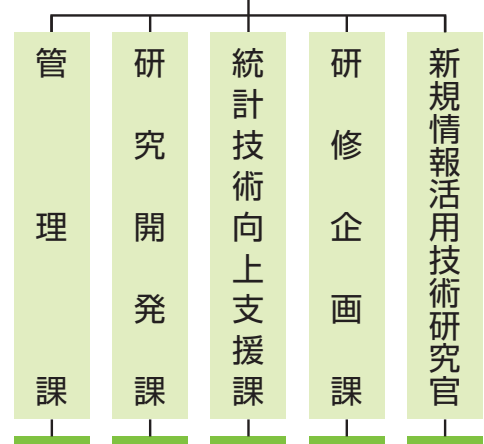 管理課
研究開発課
統計技術向上支援課
研修企画課
新規情報活用技術研究官